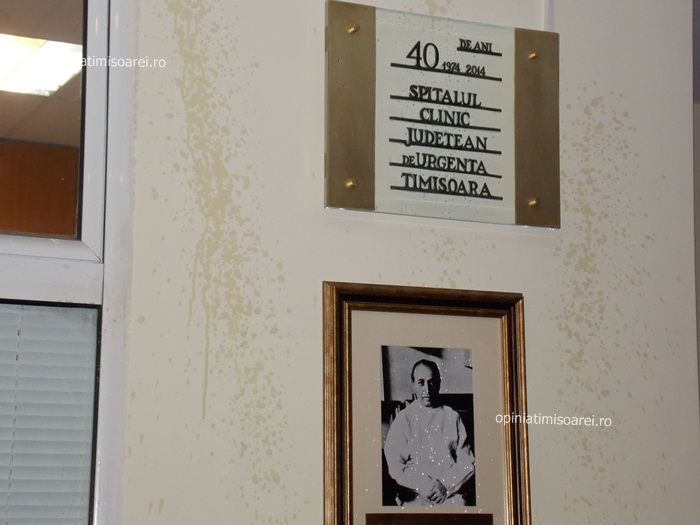 opiniatimisoarei.ro
40 DE ANI
1974 2014
SPITALUL
CLINIC
JUDETEAN
DE URGENTA
TIMISOARA
opiniatimisoarei.ro